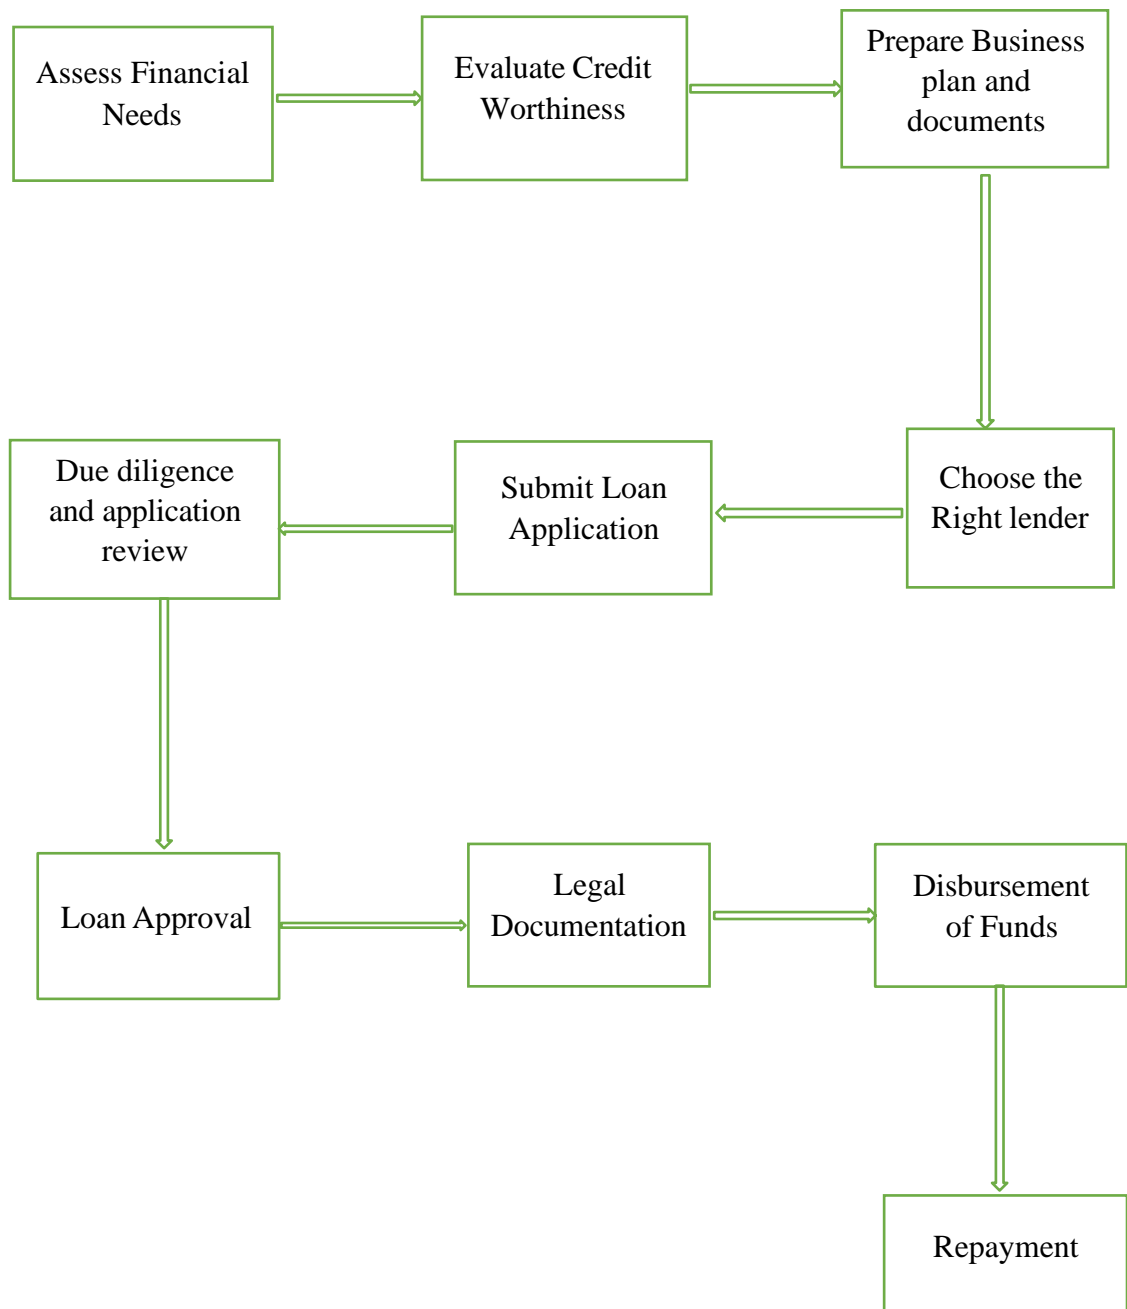 Assess Financial
Needs
Evaluate Credit
Worthiness
Prepare Business
plan and
documents
Choose the
Right lender
Submit Loan
Application
Due diligence
and application
review
Loan Approval
Legal
Documentation
Disbursement
of Funds
Repayment